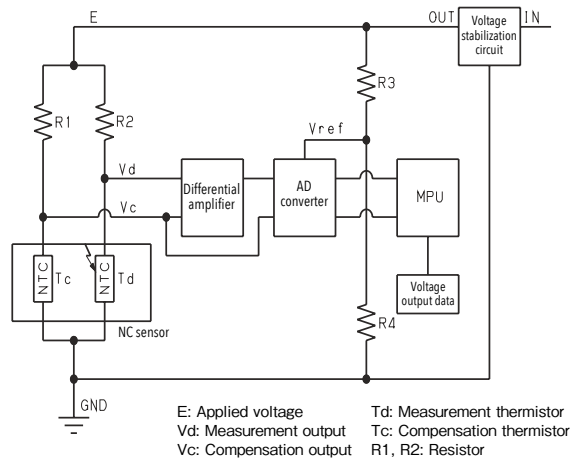 E
OUT
Voltage
stabilization
circuit
IN
R1
R2
R3
Vref
Vd
Vc
Differential
amplifier
AD
converter
MPU
NTC
Tc
NTC
Td
NC sensor
Voltage
output data
R4
GND
E: Applied voltage
Vd: Measurement output
Vc: Compensation output
Td: Measurement thermistor
Tc: Compensation thermistor
R1, R2: Resistor